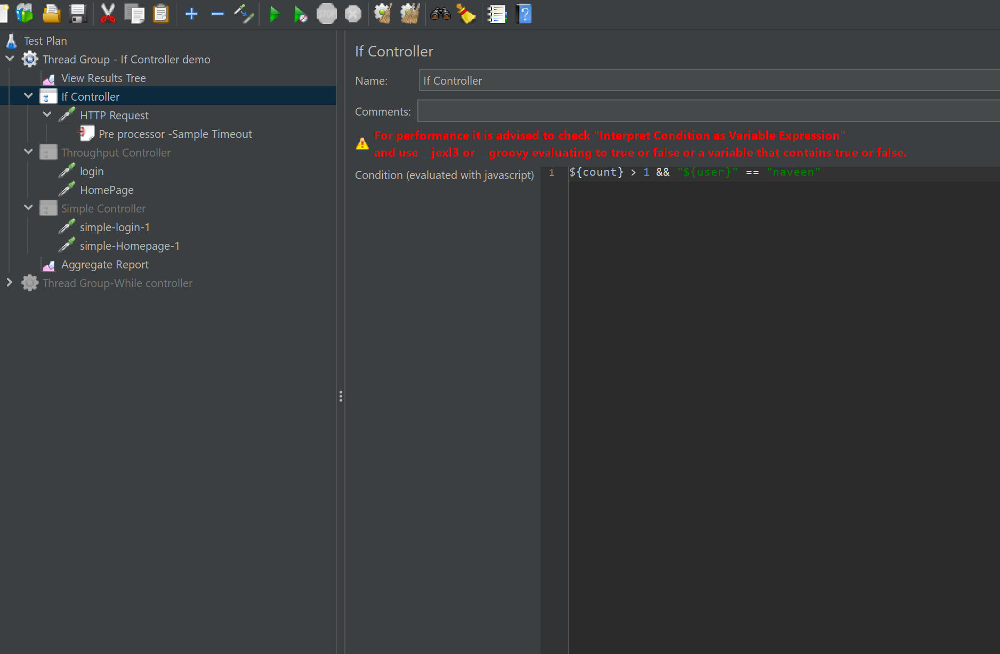 STOP
Test Plan
Thread Group - If Controller demo
View Results Tree
If Controller
HTTP Request
Pre processor -Sample Timeout
Throughput Controller
login
HomePage
Simple Controller
simple-login-1
simple-Homepage-1
Aggregate Report
Thread Group-While controller
If Controller
Name: If Controller
Comments:
For performance it is advised to check "Interpret Condition as Variable Expression"
and use __jexl3 or __groovy evaluating to true or false or a variable that contains true or false.
Condition (evaluated with javascript) 1 ${count} > 1 && "${user}" == "naveen"